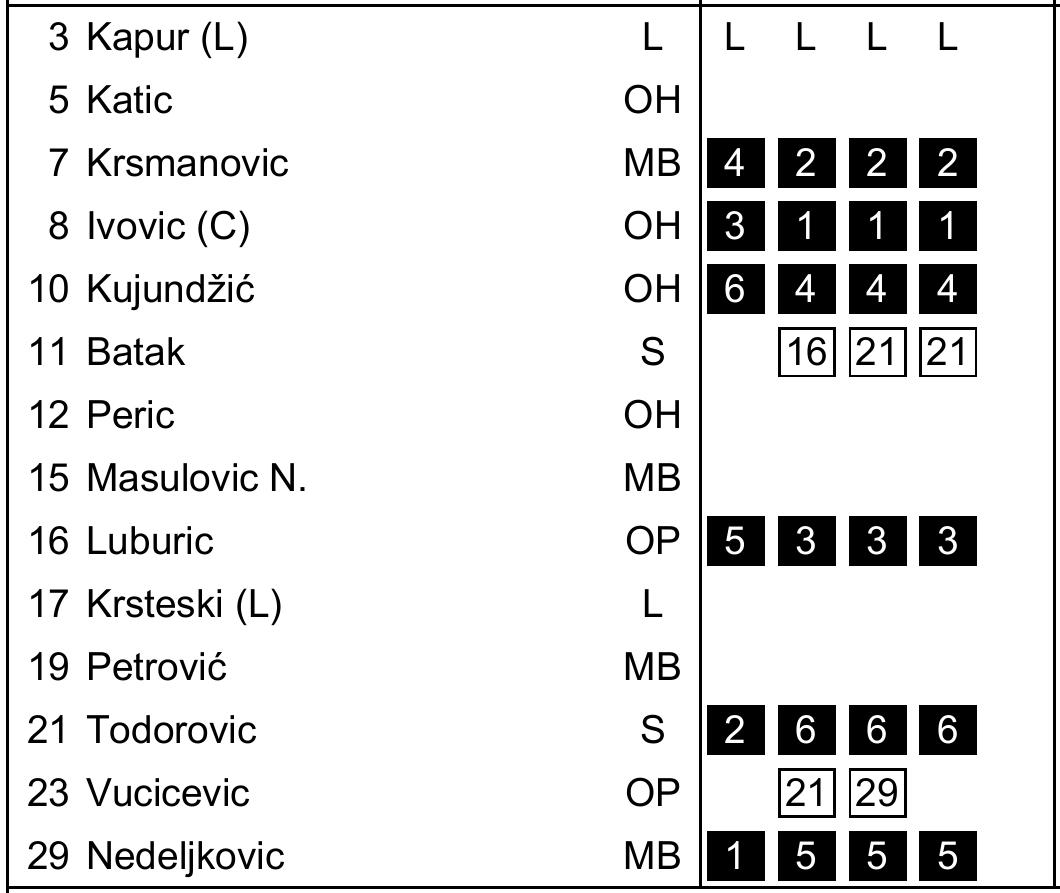 3 Kapur (L) L L L L L
5 Katic OH
7 Krsmanovic MB 4 2 2 2
8 Ivovic (C) OH 3 1 1 1
10 Kujundžić OH 6 4 4 4
11 Batak S 16 21 21
12 Peric OH
15 Masulovic N. MB
16 Luburic OP 5 3 3 3
17 Krsteski (L) L
19 Petrović MB
21 Todorovic S 2 6 6 6
23 Vucicevic OP 21 29
29 Nedeljkovic MB 1 5 5 5